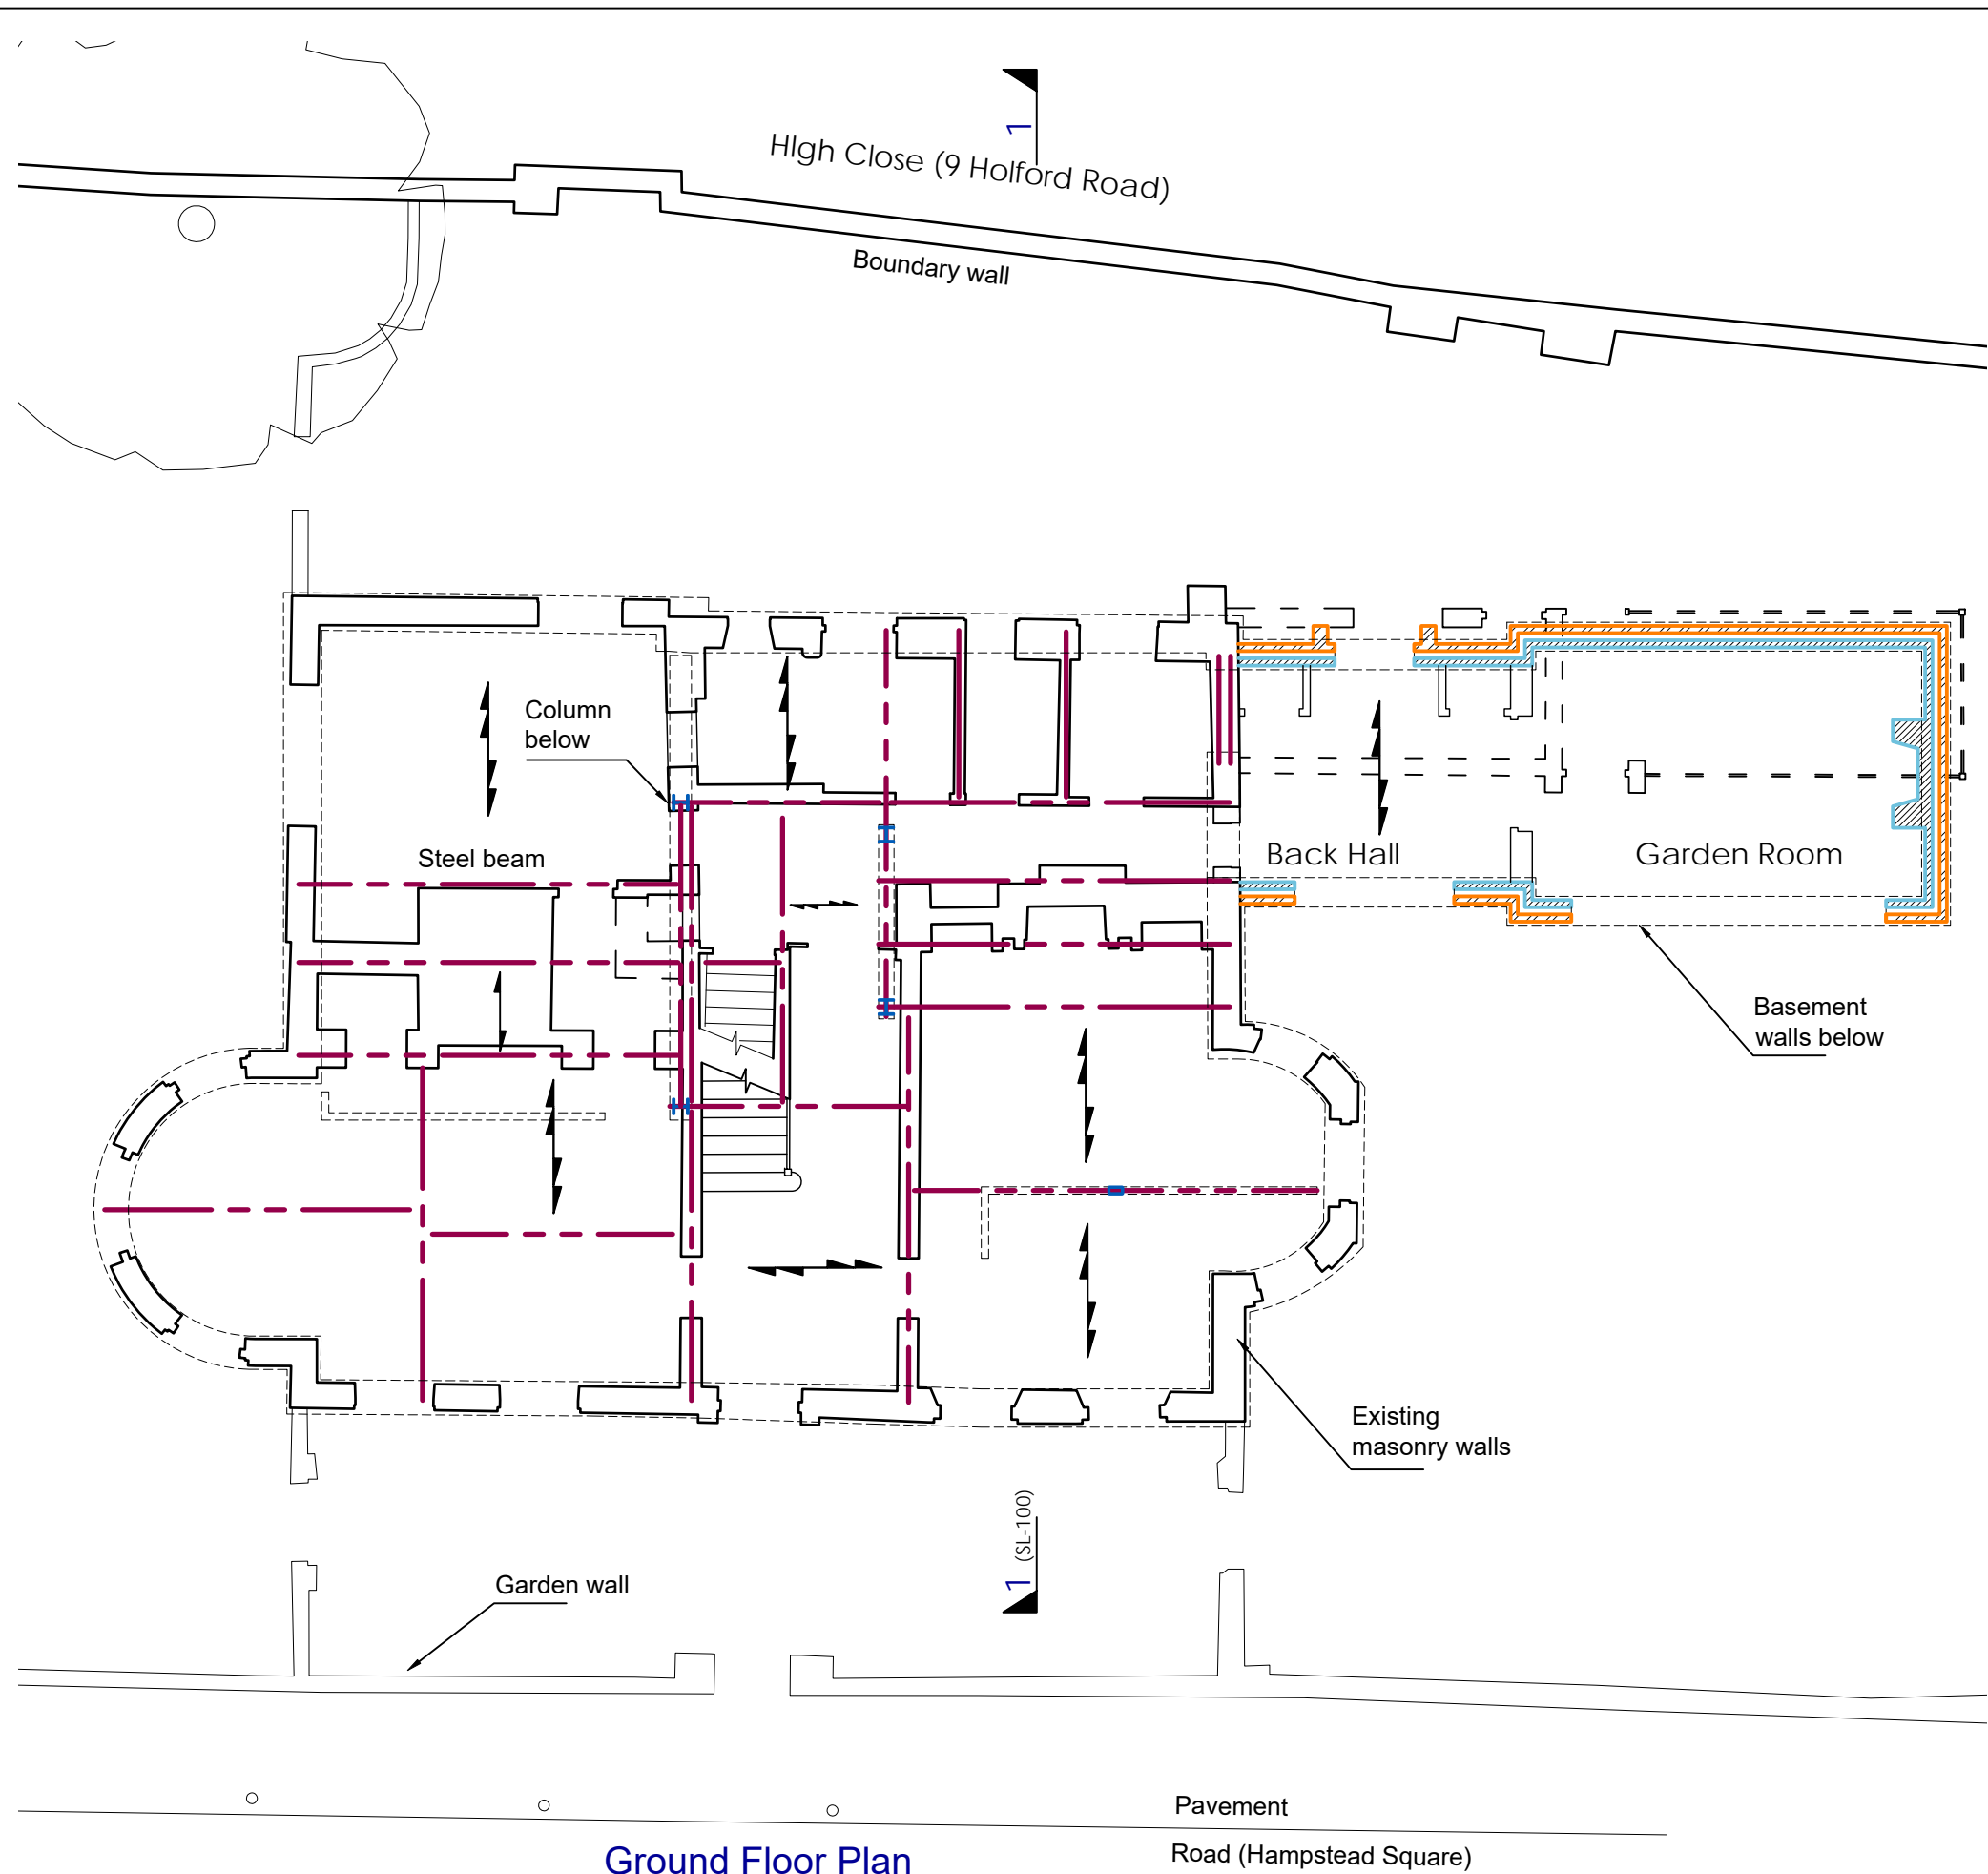 1
HIgh Close (9 Holford Road)
Boundary wall
Column
below
Steel beam
Back Hall
Garden Room
Basement
walls below
Existing
masonry walls
1 (SL-100)
Garden wall
Pavement
Road (Hampstead Square)
Ground Floor Plan